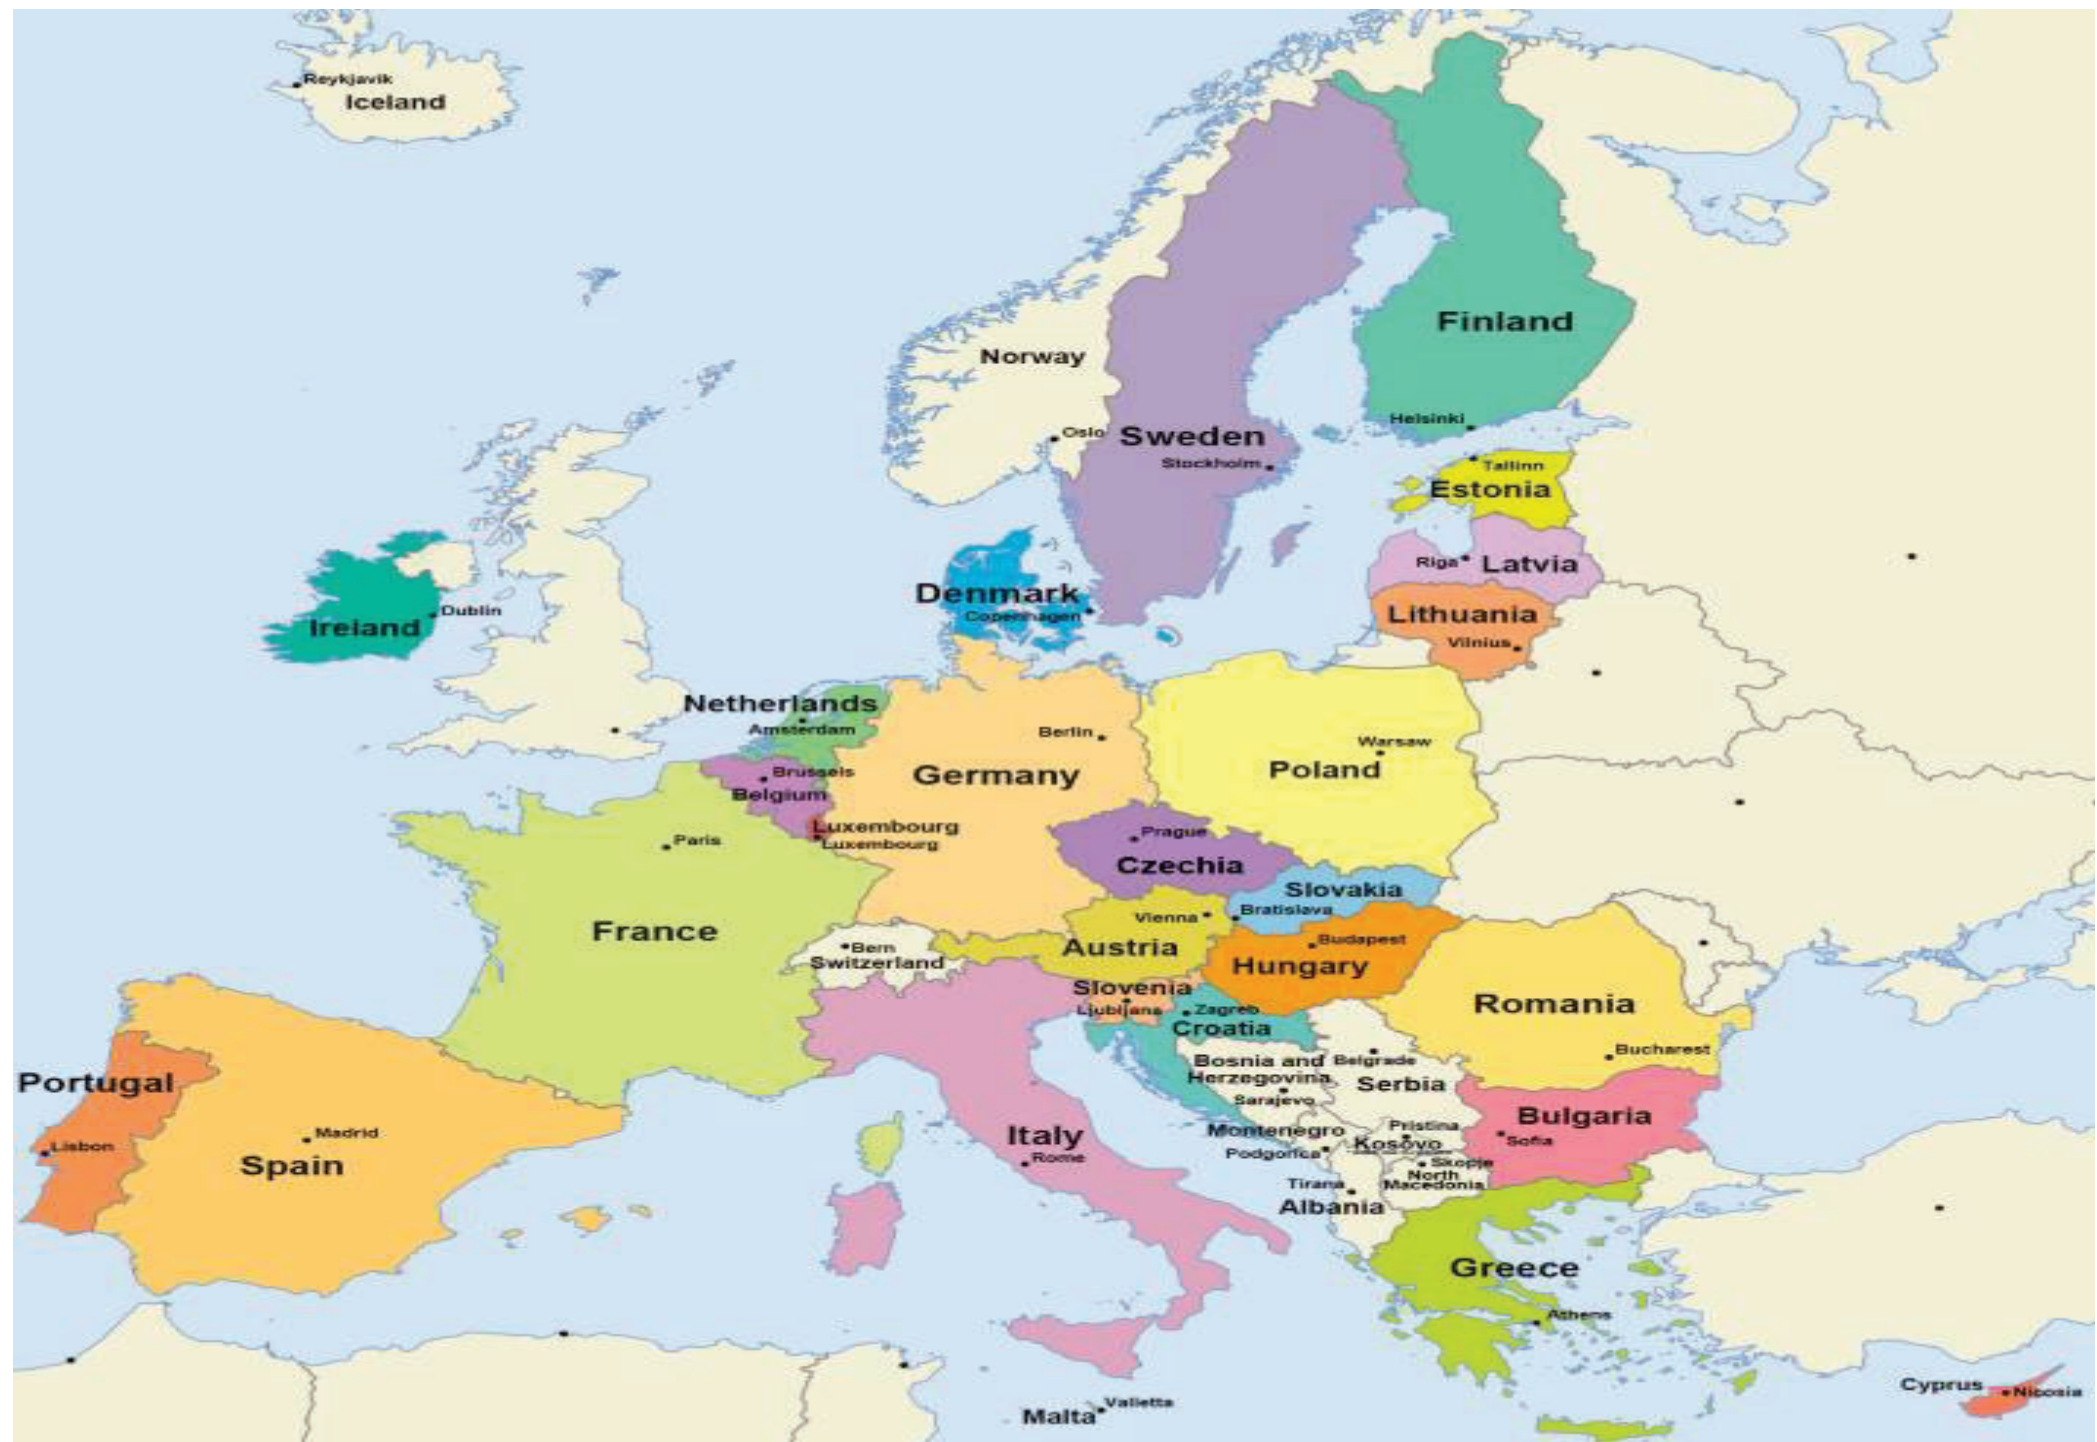 Reykjavik
Iceland
Finland
Norway
Helsinki
Oslo
Sweden
Stockholm
Tallinn
Estonia
Riga
Latvia
Denmark
Copenhagen
Dublin
Ireland
Lithuania
Vilnius
Netherlands
Amsterdam
Berlin
Warsaw
Germany
Poland
Brussels
Belgium
Luxembourg
Luxembourg
Paris
Prague
Czechia
Slovakia
Bratislava
Vienna
France
Austria
Bern
Switzerland
Budapest
Hungary
Slovenia
Ljubljana
Zagreb
Croatia
Romania
Bucharest
Bosnia and
Herzegovina
Sarajevo
Belgrade
Serbia
Portugal
Lisbon
Madrid
Spain
Italy
Rome
Montenegro
Podgorica
Pristina
Kosovo
Bulgaria
Sofia
Skopje
North
Macedonia
Tirana
Albania
Greece
Athens
Cyprus
Nicosia
Malta
Valletta